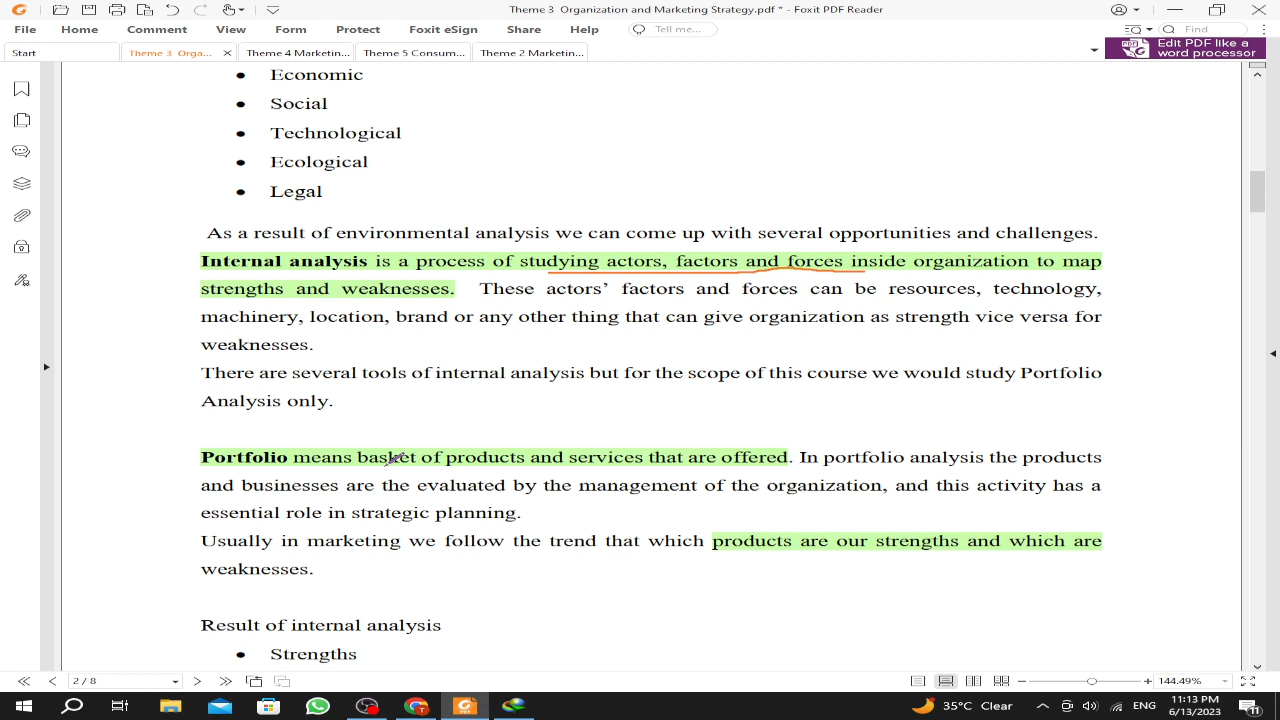 Theme 3 Organization and Marketing Strategy.pdf * - Foxit PDF Reader
File Home Comment View Form Protect Foxit eSign Share Help Tell me... Find
Start Theme 3 Orga... Theme 4 Marketin... Theme 5 Consum... Theme 2 Marketin... Edit PDF like a
word processor
• Economic
• Social
• Technological
• Ecological
• Legal
As a result of environmental analysis we can come up with several opportunities and challenges.
Internal analysis is a process of studying actors, factors and forces inside organization to map
strengths and weaknesses. These actors’ factors and forces can be resources, technology,
machinery, location, brand or any other thing that can give organization as strength vice versa for
weaknesses.
There are several tools of internal analysis but for the scope of this course we would study Portfolio
Analysis only.
Portfolio means basket of products and services that are offered. In portfolio analysis the products
and businesses are the evaluated by the management of the organization, and this activity has a
essential role in strategic planning.
Usually in marketing we follow the trend that which products are our strengths and which are
weaknesses.
Result of internal analysis
• Strengths
2 / 8 144.49%
35°C Clear 11:13 PM
6/13/2023 11